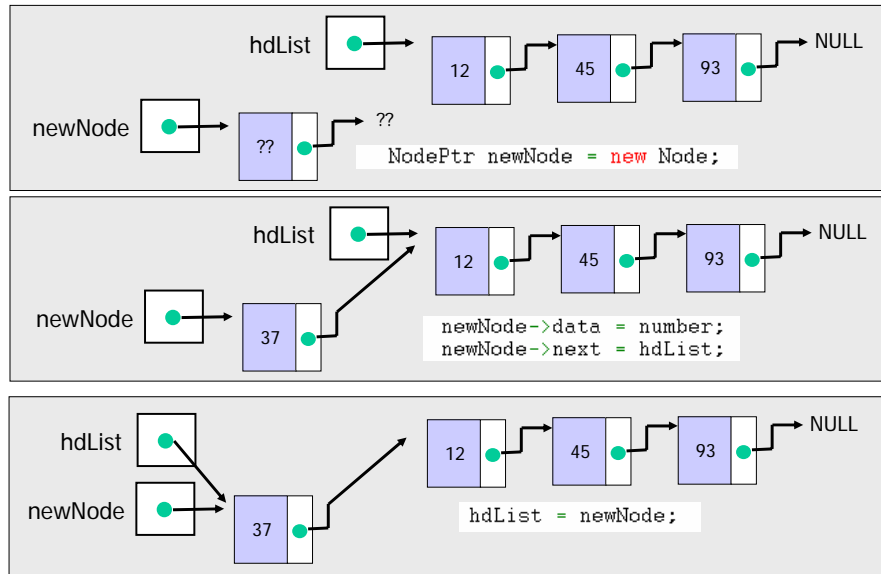 hdList
12 45 93 NULL
newNode
??
??
NodePtr newNode = new Node;
hdList
12 45 93 NULL
newNode
37
newNode->data = number;
newNode->next = hdList;
hdList
12 45 93 NULL
newNode
37
hdList = newNode;